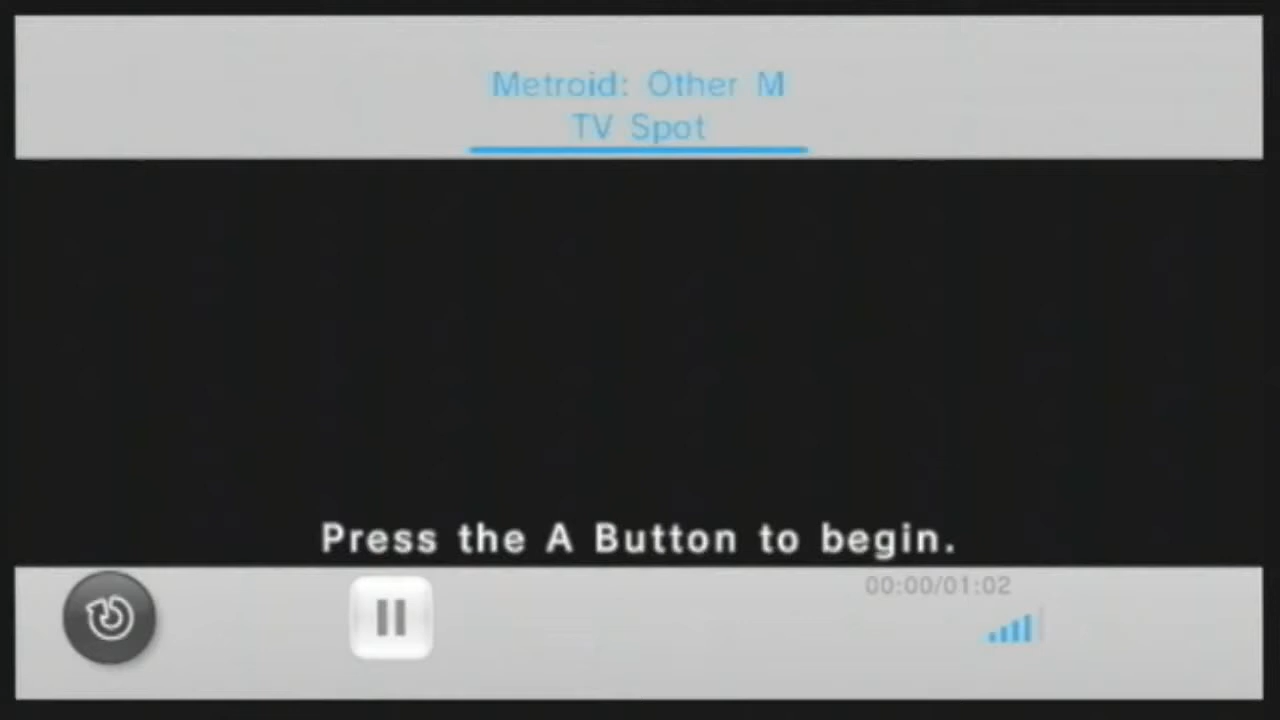 Metroid: Other M
TV Spot
Press the A Button to begin.
00:00/01:02